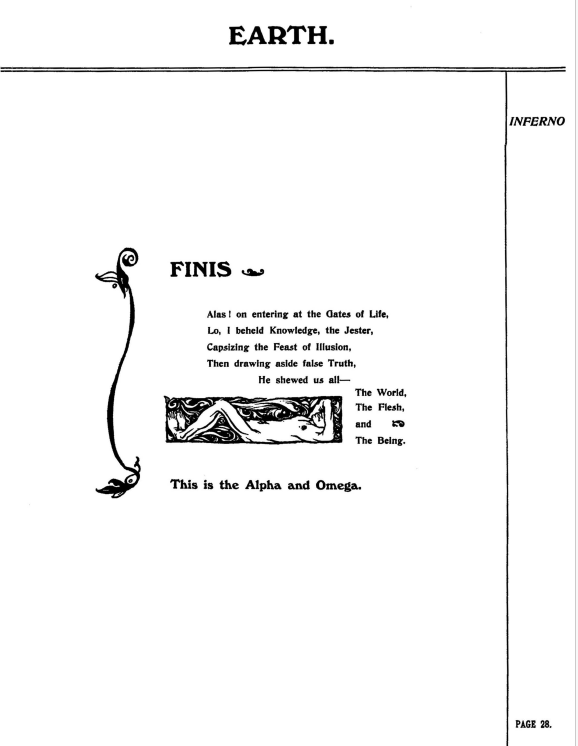 EARTH.
INFERNO
FINIS
Alas! on entering at the Gates of Life,
Lo, I beheld Knowledge, the Jester,
Capsizing the Feast of Illusion,
Then drawing aside false Truth,
He shewed us all—
The World,
The Flesh,
and
The Being.
This is the Alpha and Omega.
PAGE 28.